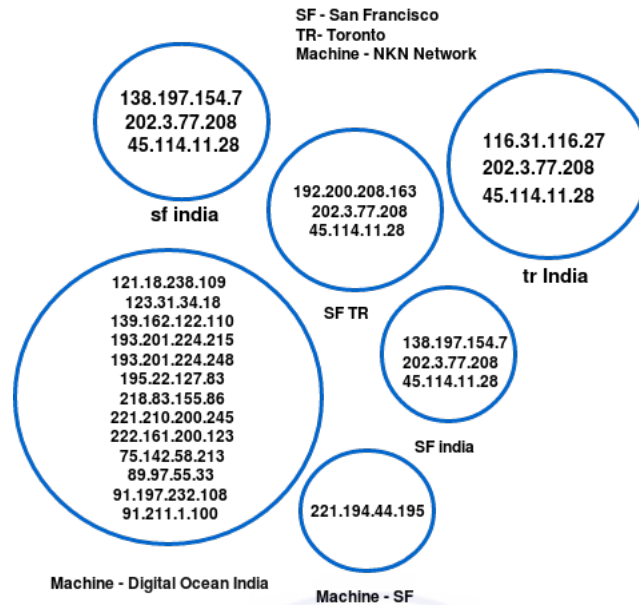 SF - San Francisco
TR- Toronto
Machine - NKN Network
138.197.154.7
202.3.77.208
45.114.11.28
sf india
116.31.116.27
202.3.77.208
45.114.11.28
tr India
192.200.208.163
202.3.77.208
45.114.11.28
SF TR
121.18.238.109
123.31.34.18
139.162.122.110
193.201.224.215
193.201.224.248
195.22.127.83
218.83.155.86
221.210.200.245
222.161.200.123
75.142.58.213
89.97.55.33
91.197.232.108
91.211.1.100
Machine - Digital Ocean India
138.197.154.7
202.3.77.208
45.114.11.28
SF india
221.194.44.195
Machine - SF